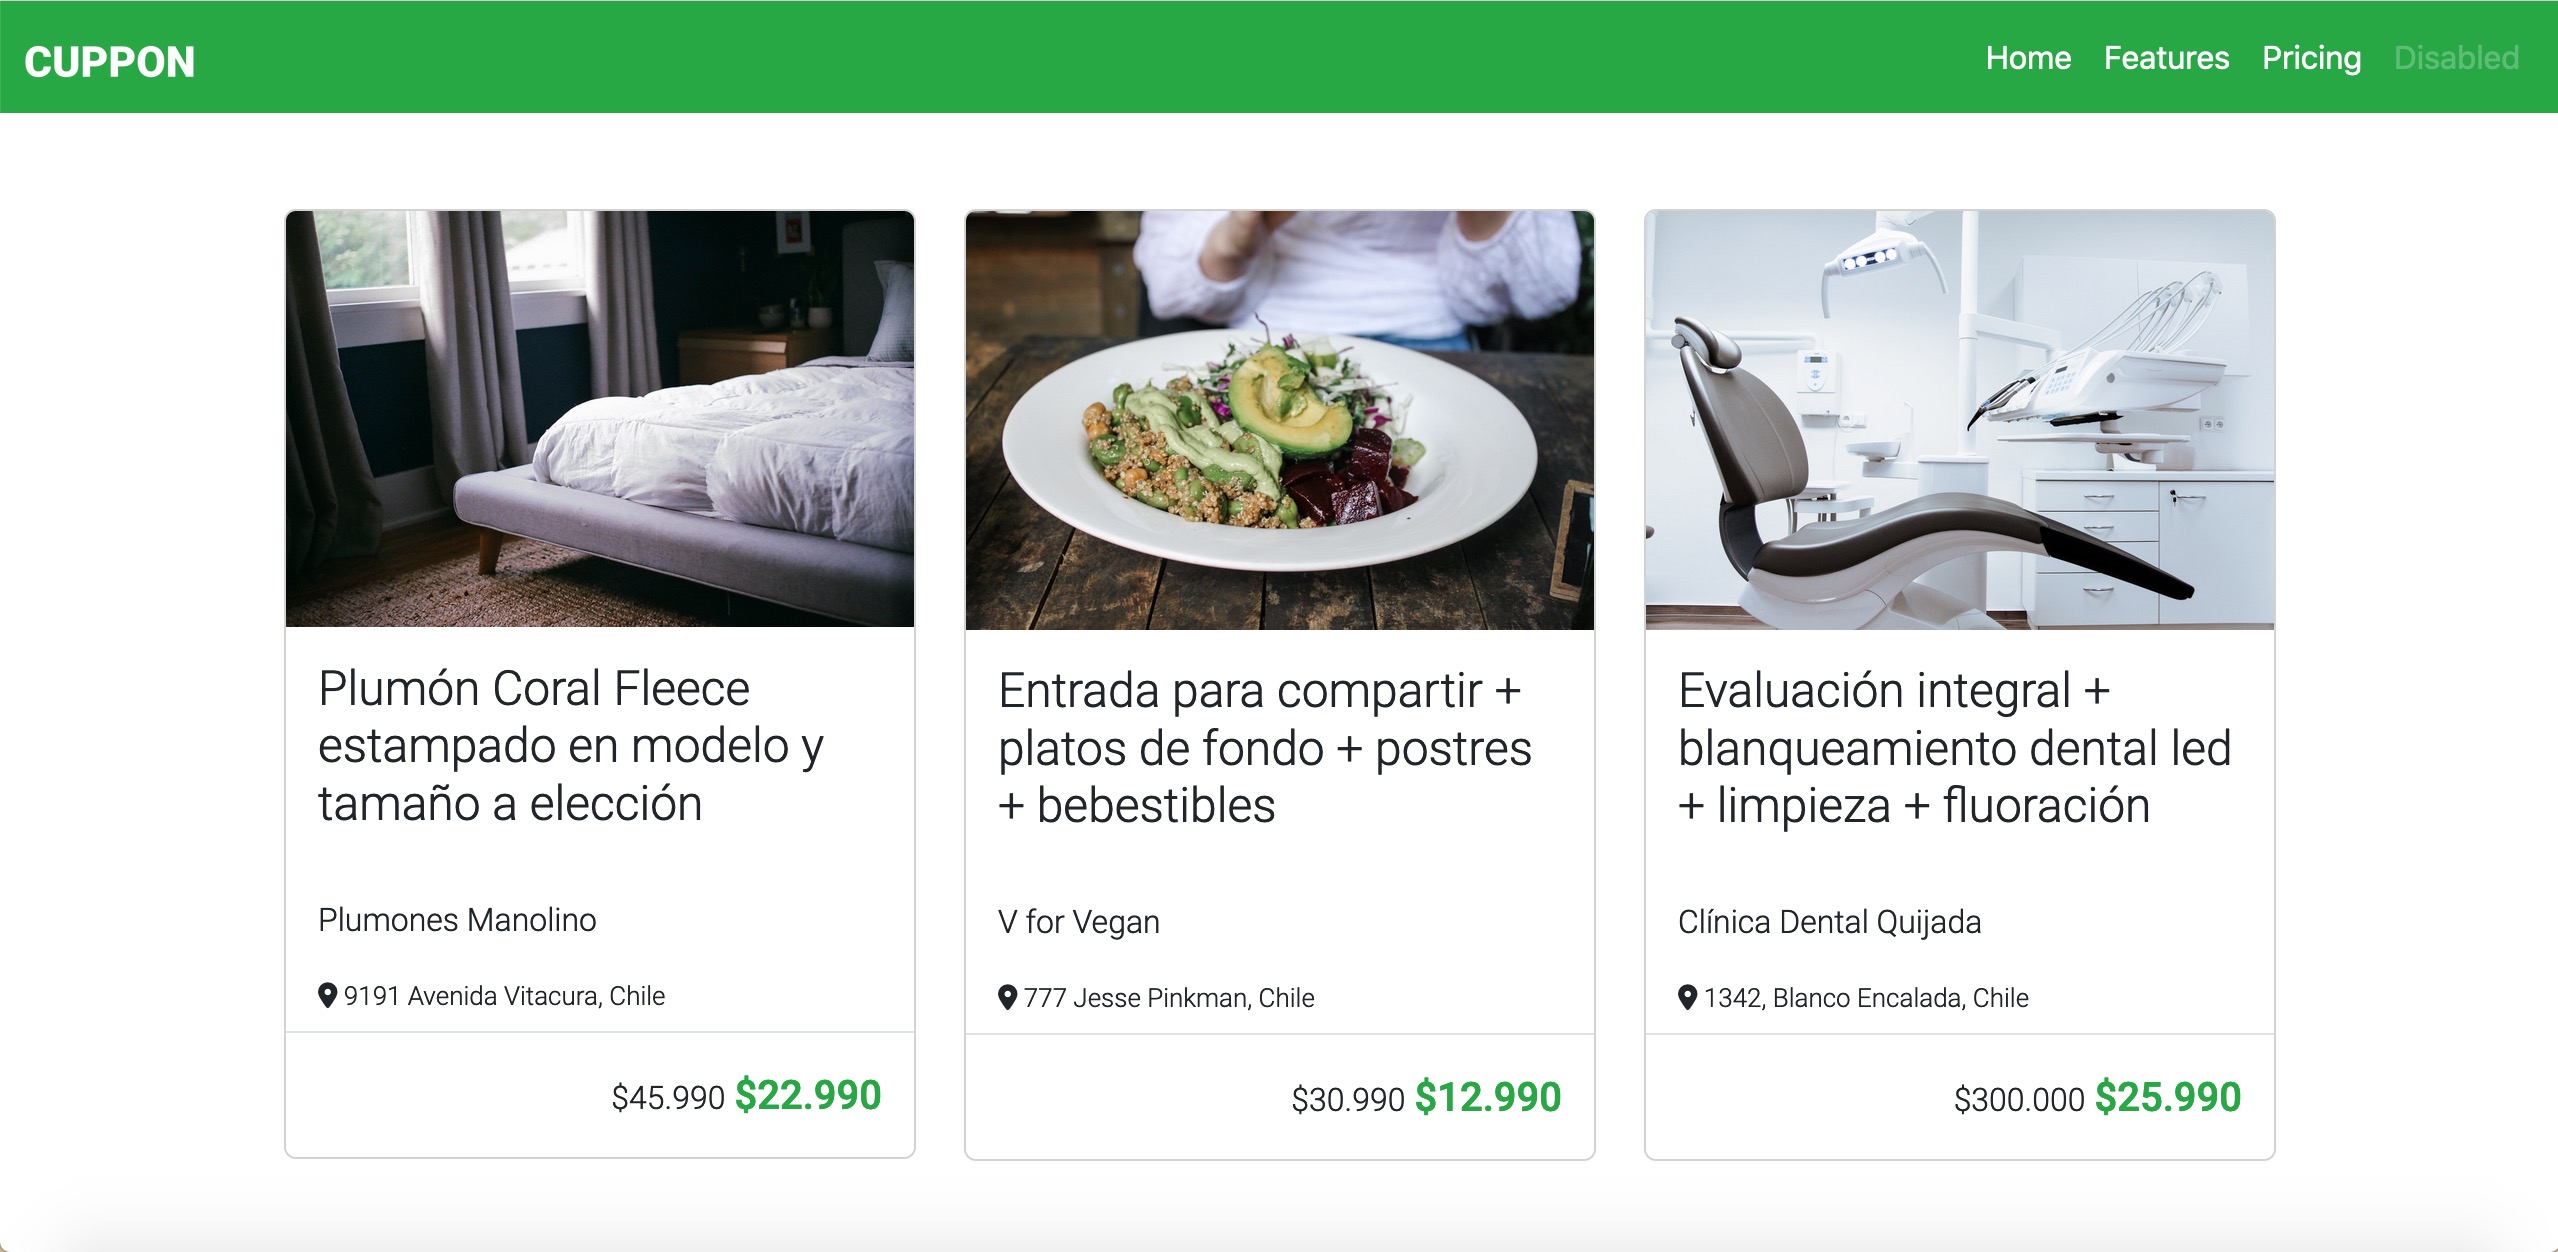 CUPPON
Home Features Pricing Disabled
Plumón Coral Fleece
estampado en modelo y
tamaño a elección
Plumones Manolino
9191 Avenida Vitacura, Chile
$45.990 $22.990
Entrada para compartir +
platos de fondo + postres
+ bebestibles
V for Vegan
777 Jesse Pinkman, Chile
$30.990 $12.990
Evaluación integral +
blanqueamiento dental led
+ limpieza + fluoración
Clínica Dental Quijada
1342, Blanco Encalada, Chile
$300.000 $25.990